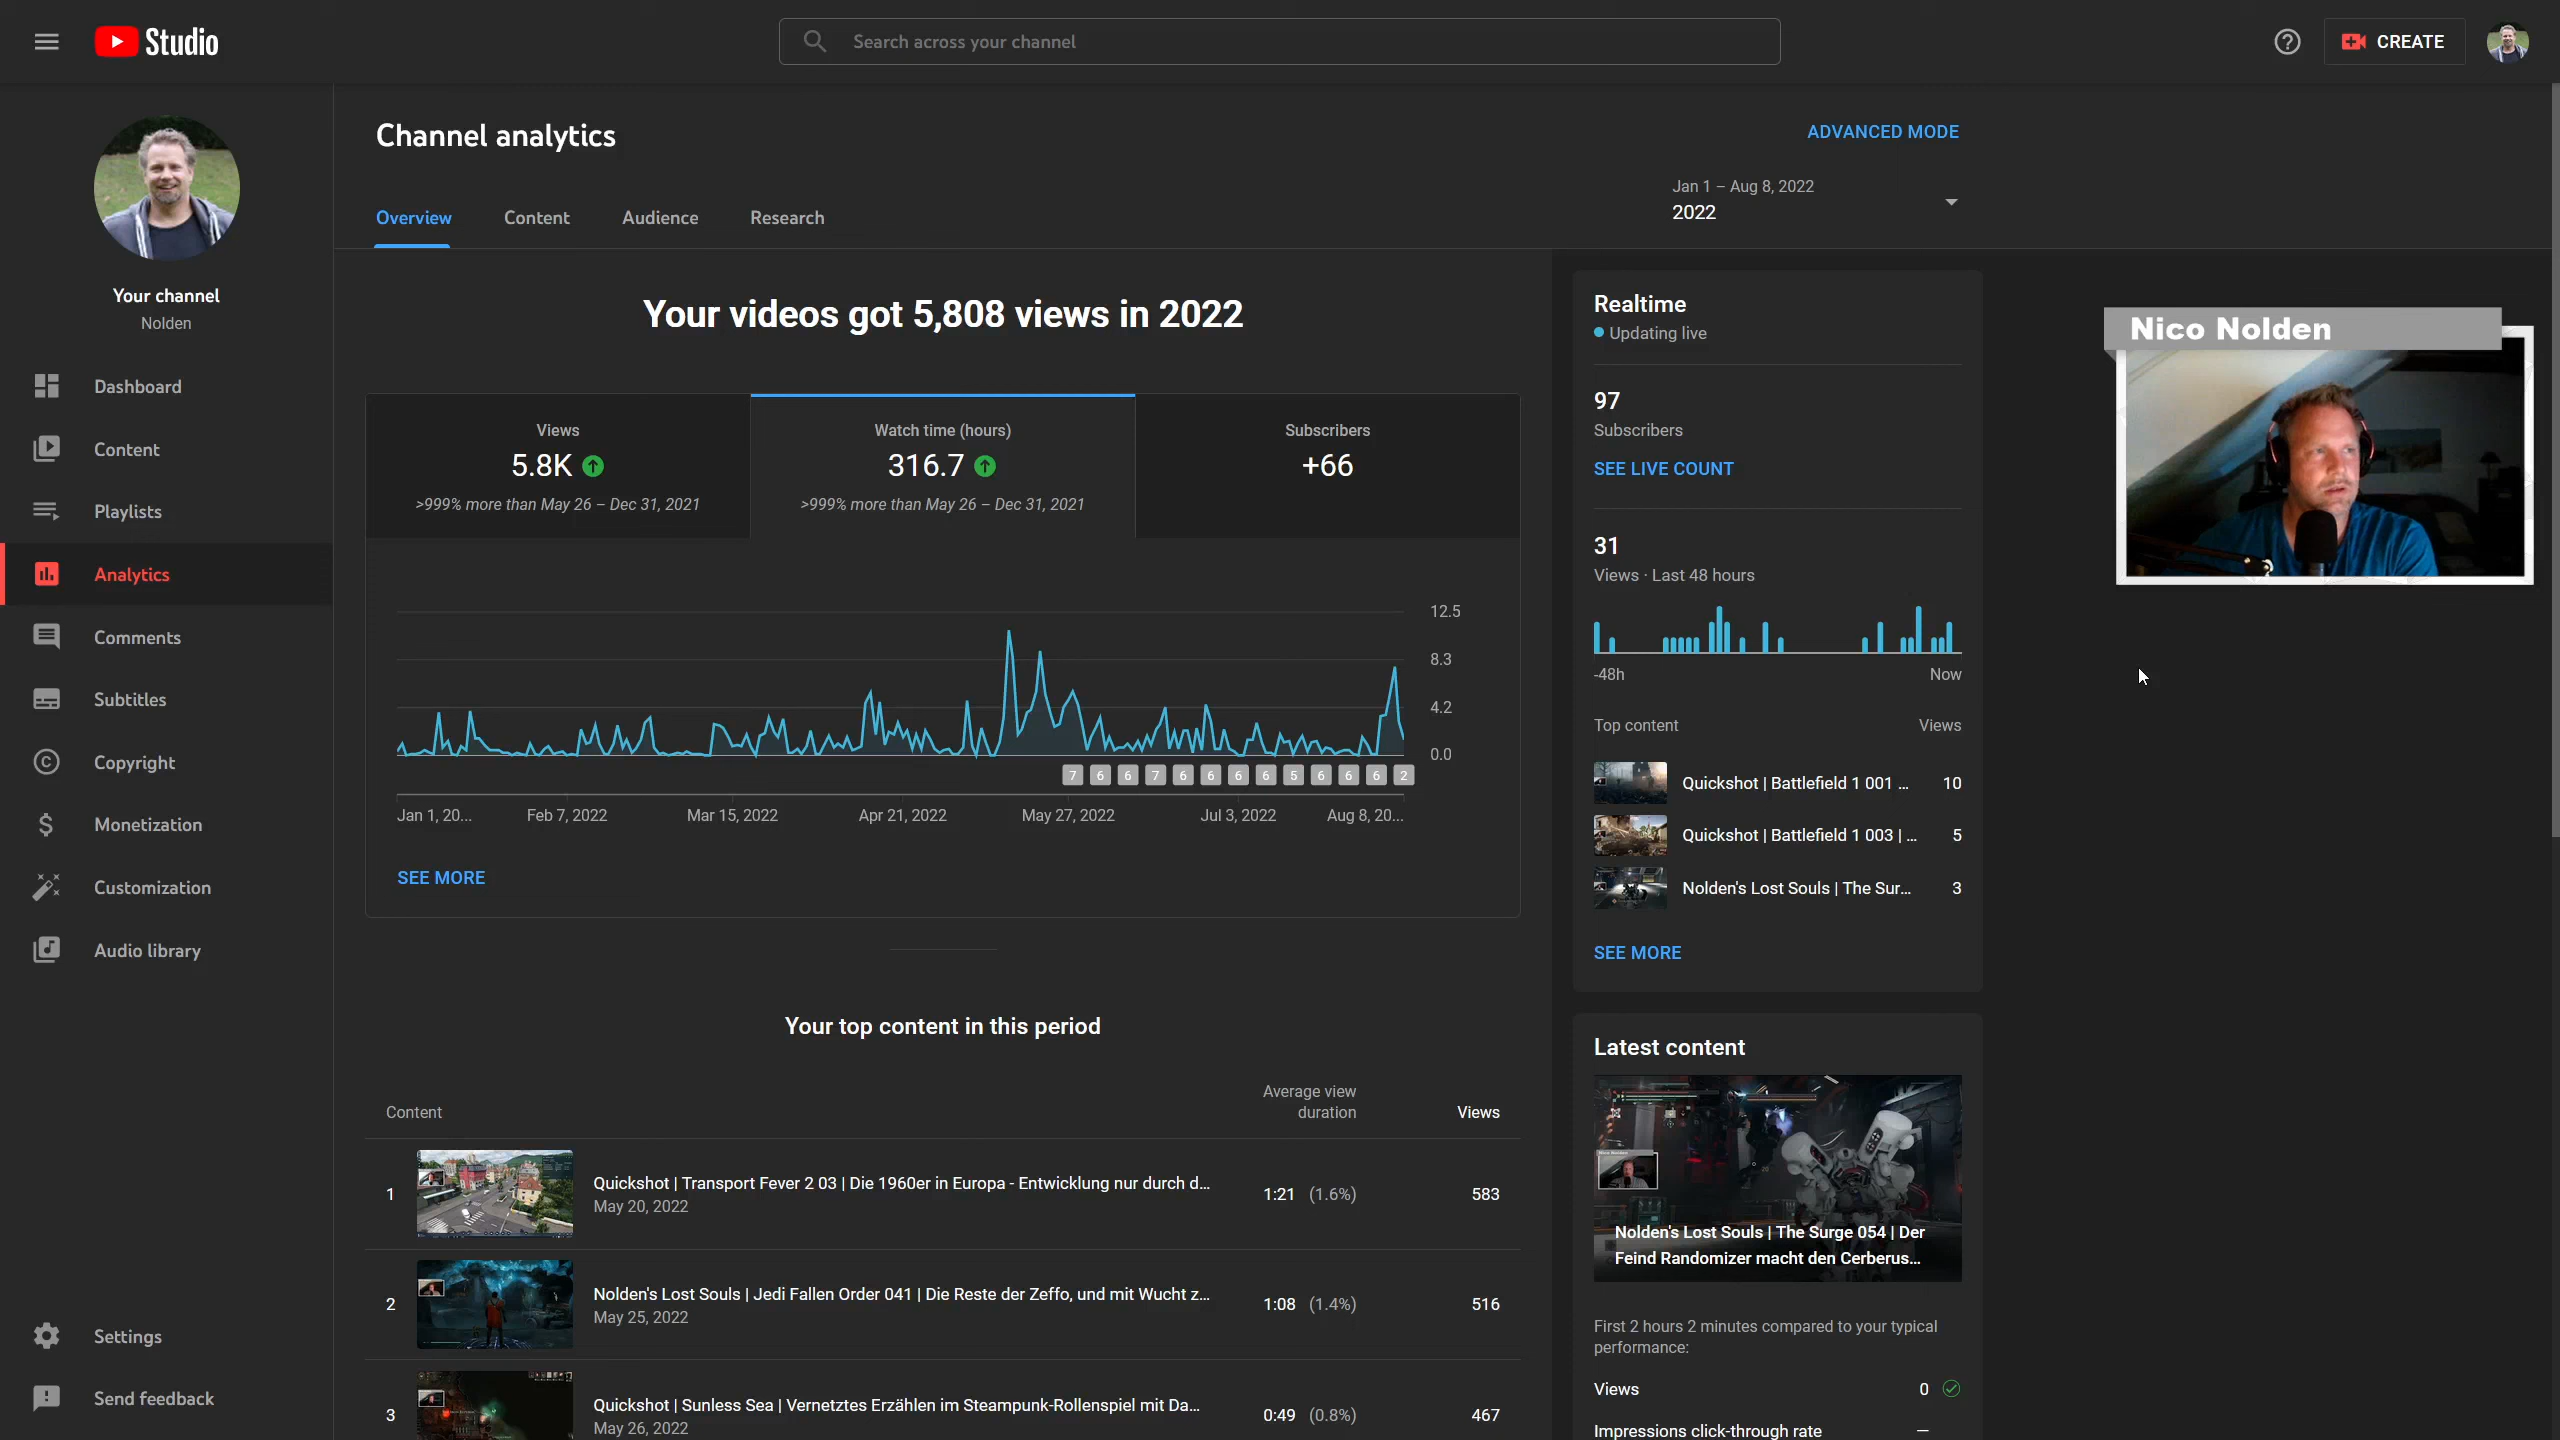 Studio
Search across your channel
CREATE
Channel analytics
ADVANCED MODE
Jan 1 – Aug 8, 2022
2022
Overview
Content
Audience
Research
Your channel
Nolden
Dashboard
Content
Playlists
Analytics
Comments
Subtitles
Copyright
Monetization
Customization
Audio library
Settings
Send feedback
Your videos got 5,808 views in 2022
Views
5.8K
>999% more than May 26 – Dec 31, 2021
Watch time (hours)
316.7
>999% more than May 26 – Dec 31, 2021
Subscribers
+66
12.5
8.3
4.2
0.0
7 6 6 7 6 6 6 6 5 6 6 6 2
Jan 1, 20... Feb 7, 2022 Mar 15, 2022 Apr 21, 2022 May 27, 2022 Jul 3, 2022 Aug 8, 20...
SEE MORE
Your top content in this period
Content
Average view
duration
Views
1
Quickshot | Transport Fever 2 03 | Die 1960er in Europa - Entwicklung nur durch d...
May 20, 2022
1:21 (1.6%)
583
2
Nolden's Lost Souls | Jedi Fallen Order 041 | Die Reste der Zeffo, und mit Wucht z...
May 25, 2022
1:08 (1.4%)
516
3
Quickshot | Sunless Sea | Vernetztes Erzählen im Steampunk-Rollenspiel mit Da...
May 26, 2022
0:49 (0.8%)
467
Realtime
Updating live
97
Subscribers
SEE LIVE COUNT
31
Views · Last 48 hours
-48h
Now
Top content
Views
Quickshot | Battlefield 1 001 ... 10
Quickshot | Battlefield 1 003 | ... 5
Nolden's Lost Souls | The Sur... 3
SEE MORE
Latest content
Nolden's Lost Souls | The Surge 054 | Der
Feind Randomizer macht den Cerberus...
First 2 hours 2 minutes compared to your typical
performance:
Views
0
Impressions click-through rate
—
Nico Nolden